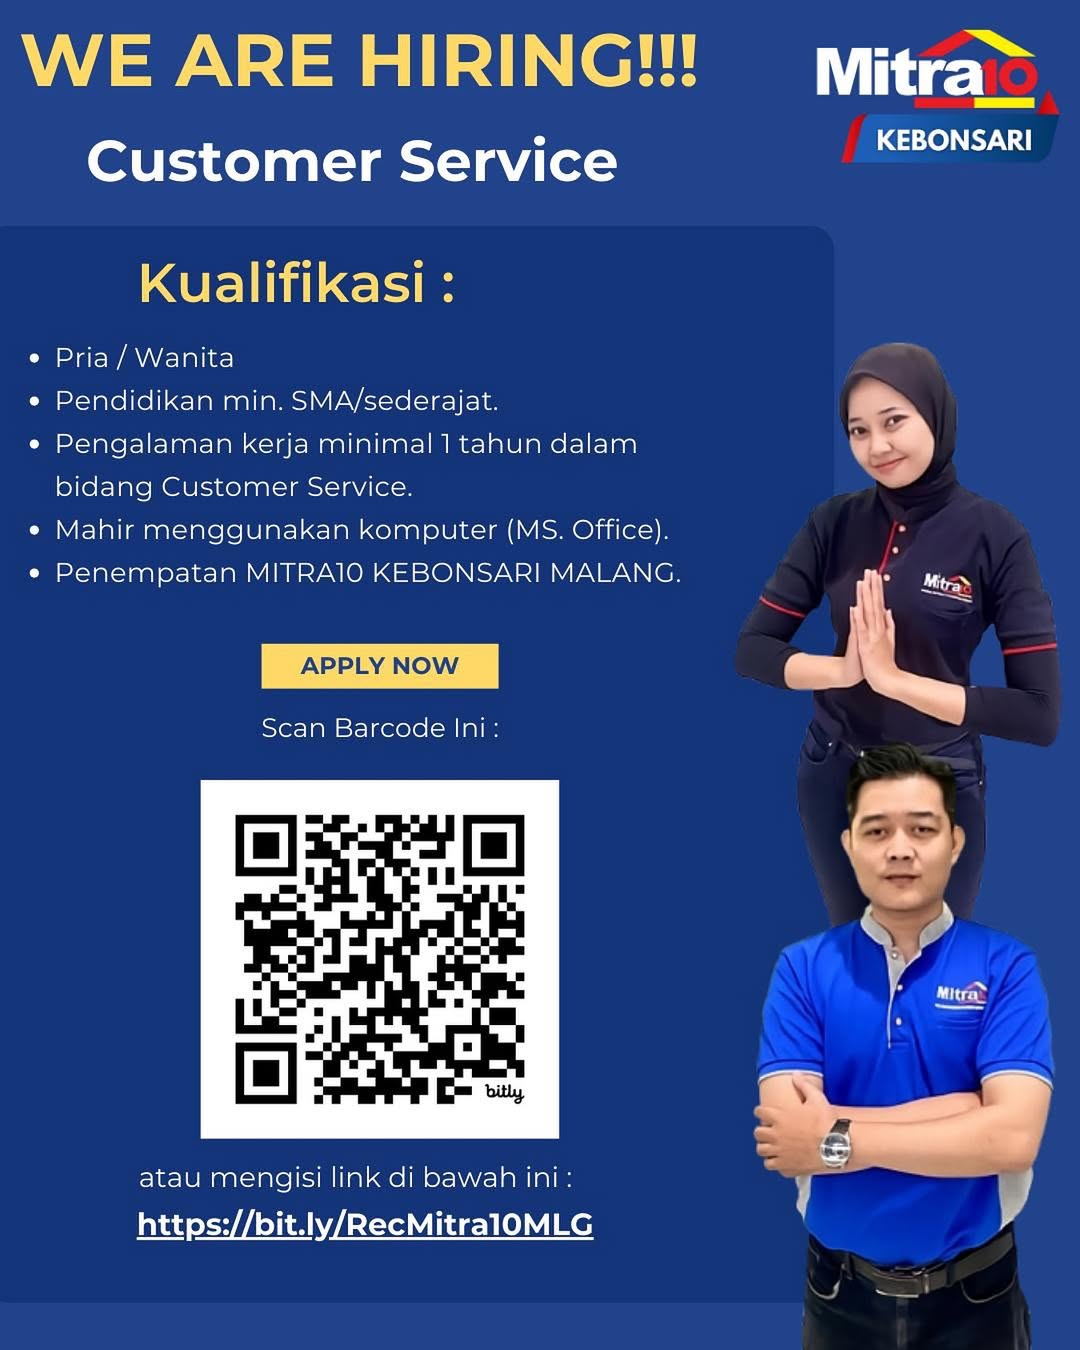 WE ARE HIRING!!!
Mitra10
KEBONSARI
Customer Service
Kualifikasi :
• Pria / Wanita
• Pendidikan min. SMA/sederajat.
• Pengalaman kerja minimal 1 tahun dalam
bidang Customer Service.
• Mahir menggunakan komputer (MS. Office).
• Penempatan MITRA10 KEBONSARI MALANG.
Mitra10
APPLY NOW
Scan Barcode Ini :
Mitra
bitly
atau mengisi link di bawah ini :
https://bit.ly/RecMitra10MLG